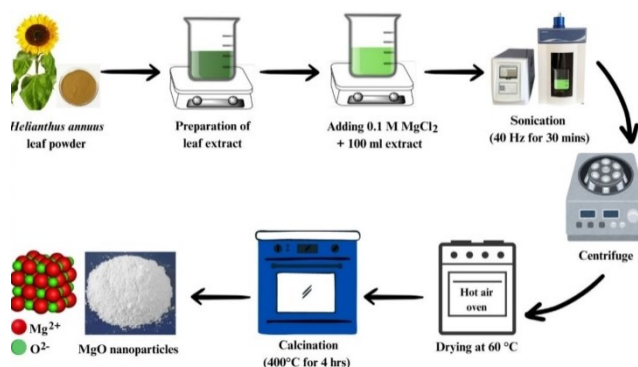 Helianthus annuus
leaf powder
Preparation of
leaf extract
Adding 0.1 M MgCl2
+ 100 ml extract
Sonication
(40 Hz for 30 mins)
Centrifuge
Hot air
oven
Drying at 60 °C
Calcination
(400°C for 4 hrs)
MgO nanoparticles
Mg2+
O2-